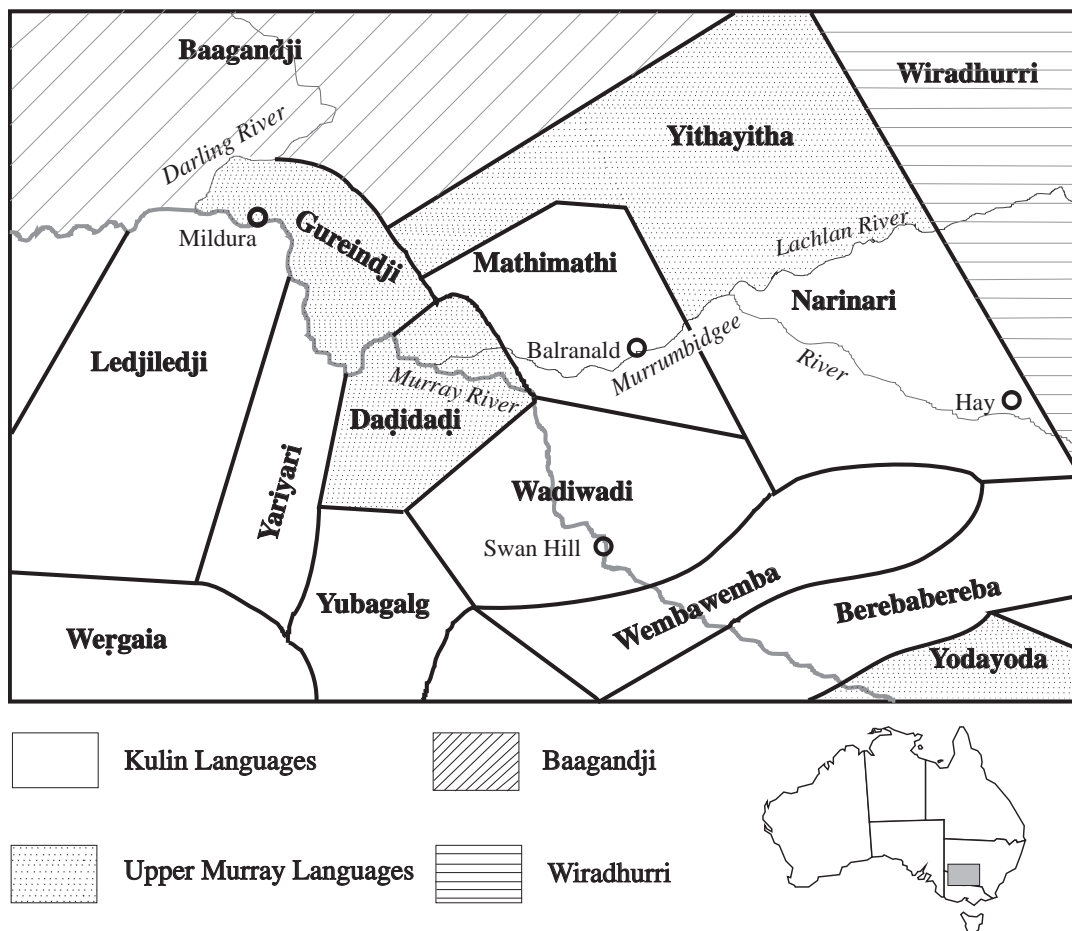 Baagandji
Wiradhurri
Darling River
Yithayitha
Mildura
Gureindji
Lachlan River
Mathimathi
Narinari
Ledjiledji
Balranald
Murrumbidgee
River
Murray River
Hay
Daḍidaḍi
Yariyari
Wadiwadi
Swan Hill
Yubagalg
Wembawemba
Berebabereba
Weṛgaia
Yodayoda
Kulin Languages
Baagandji
Upper Murray Languages
Wiradhurri